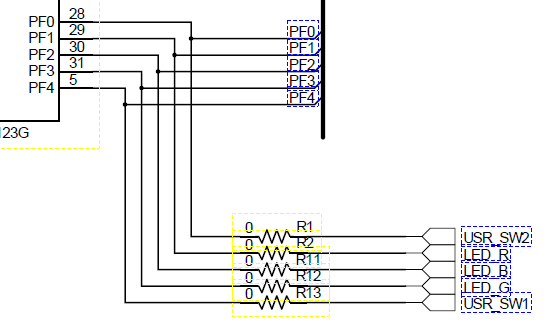 PF0 28 PF0
PF1 29 PF1
PF2 30 PF2
PF3 31 PF3
PF4 5 PF4
123G
0 R1 USR_SW2
0 R2 LED_R
0 R11 LED_B
0 R12 LED_G
0 R13 USR_SW1